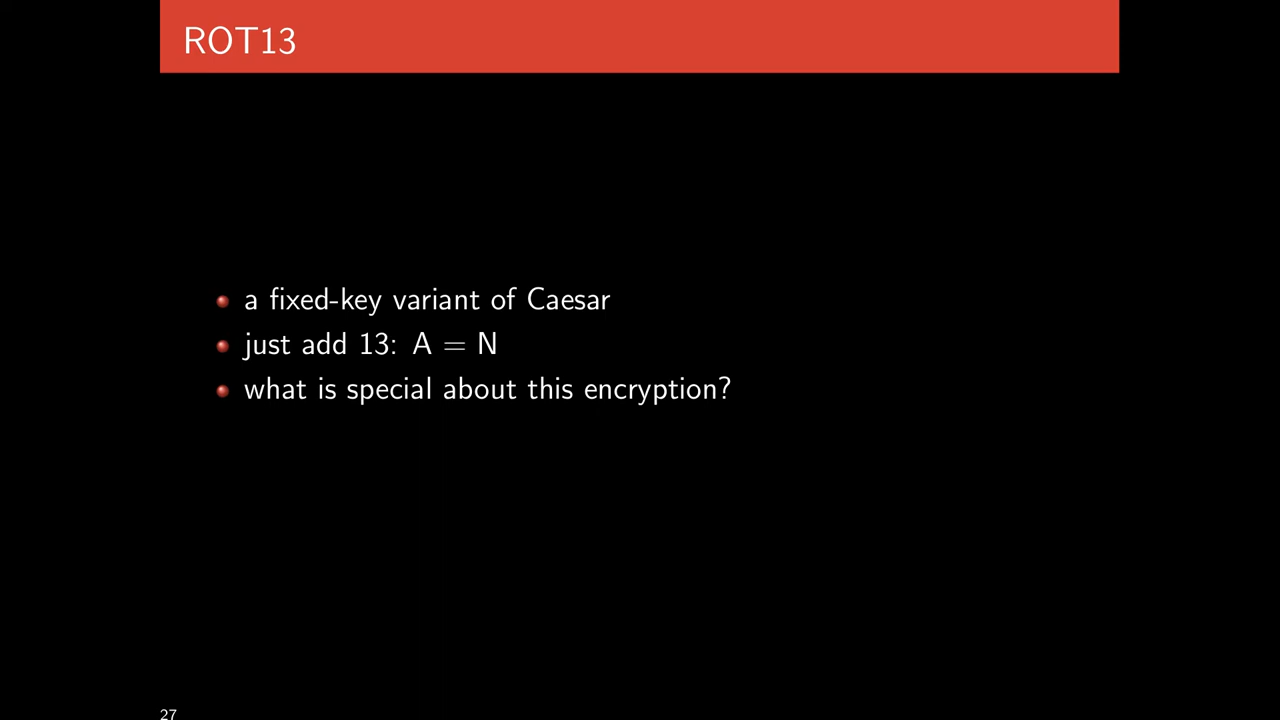 ROT13
a fixed-key variant of Caesar
just add 13: A = N
what is special about this encryption?
27